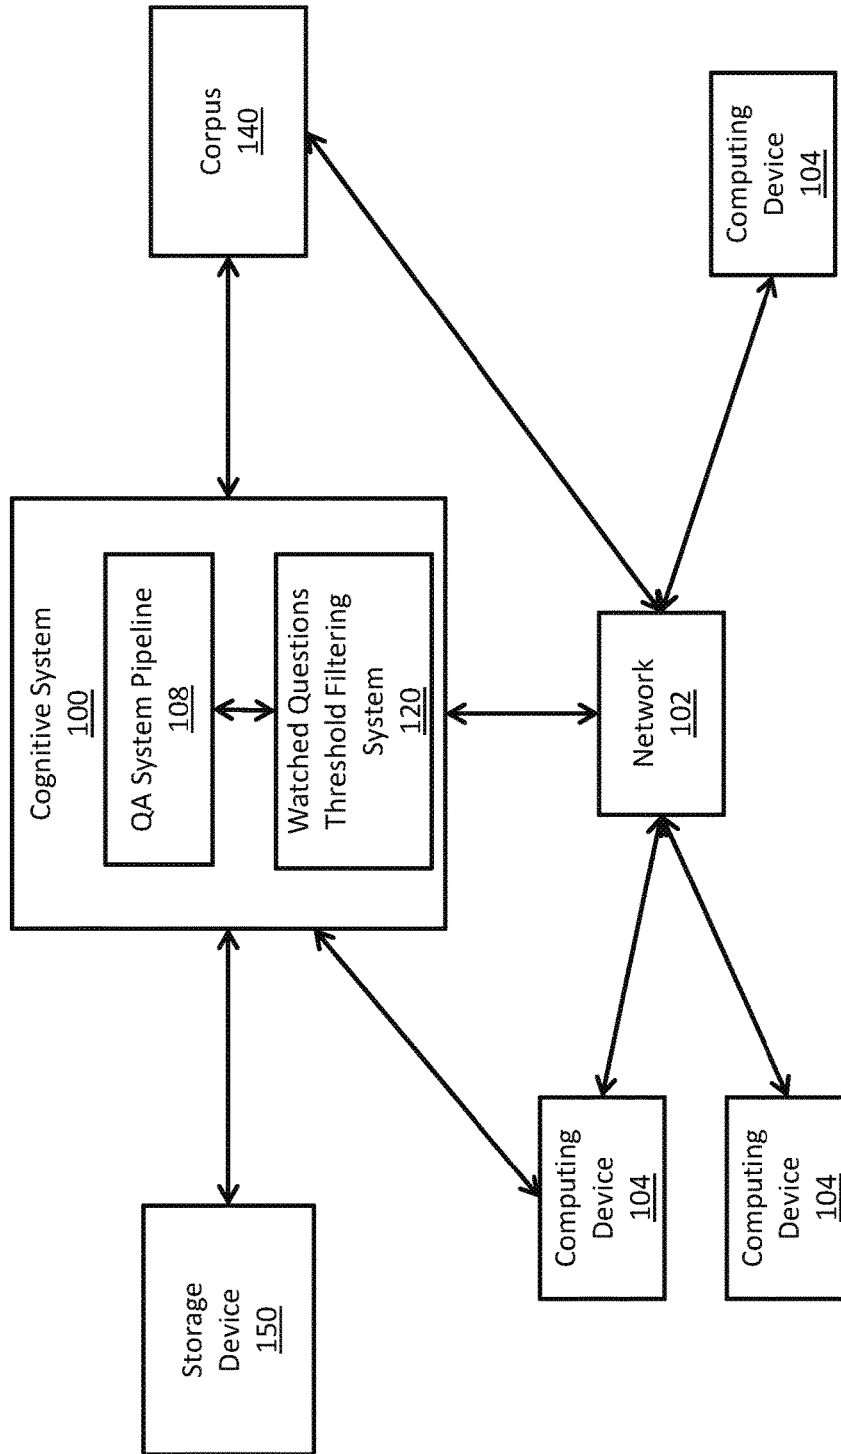 Cognitive System
100
QA System Pipeline
108
Watched Questions
Threshold Filtering
System
120
Storage
Device
150
Corpus
140
Computing
Device
104
Network
102
Computing
Device
104
Computing
Device
104